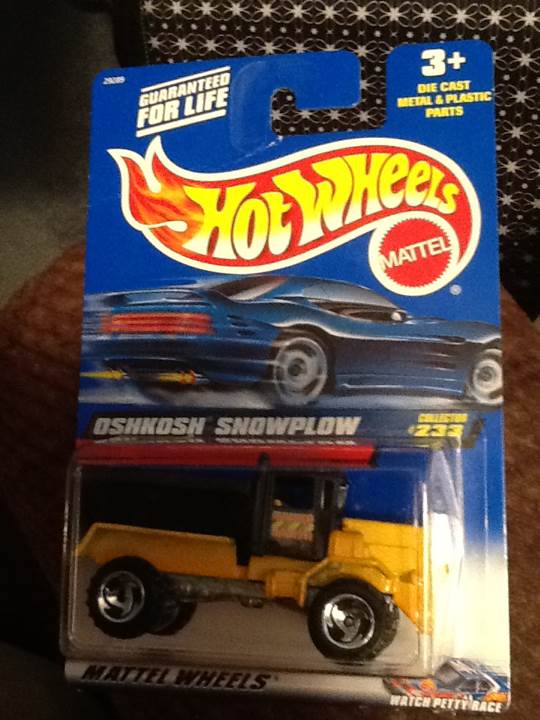 29289
GUARANTEED
FOR LIFE
3+
DIE CAST
METAL & PLASTIC
PARTS
HOT WHEELS
MATTEL
®
OSHKOSH SNOWPLOW
COLLECTOR
#233
MATTEL WHEELS
WATCH PETTY RACE